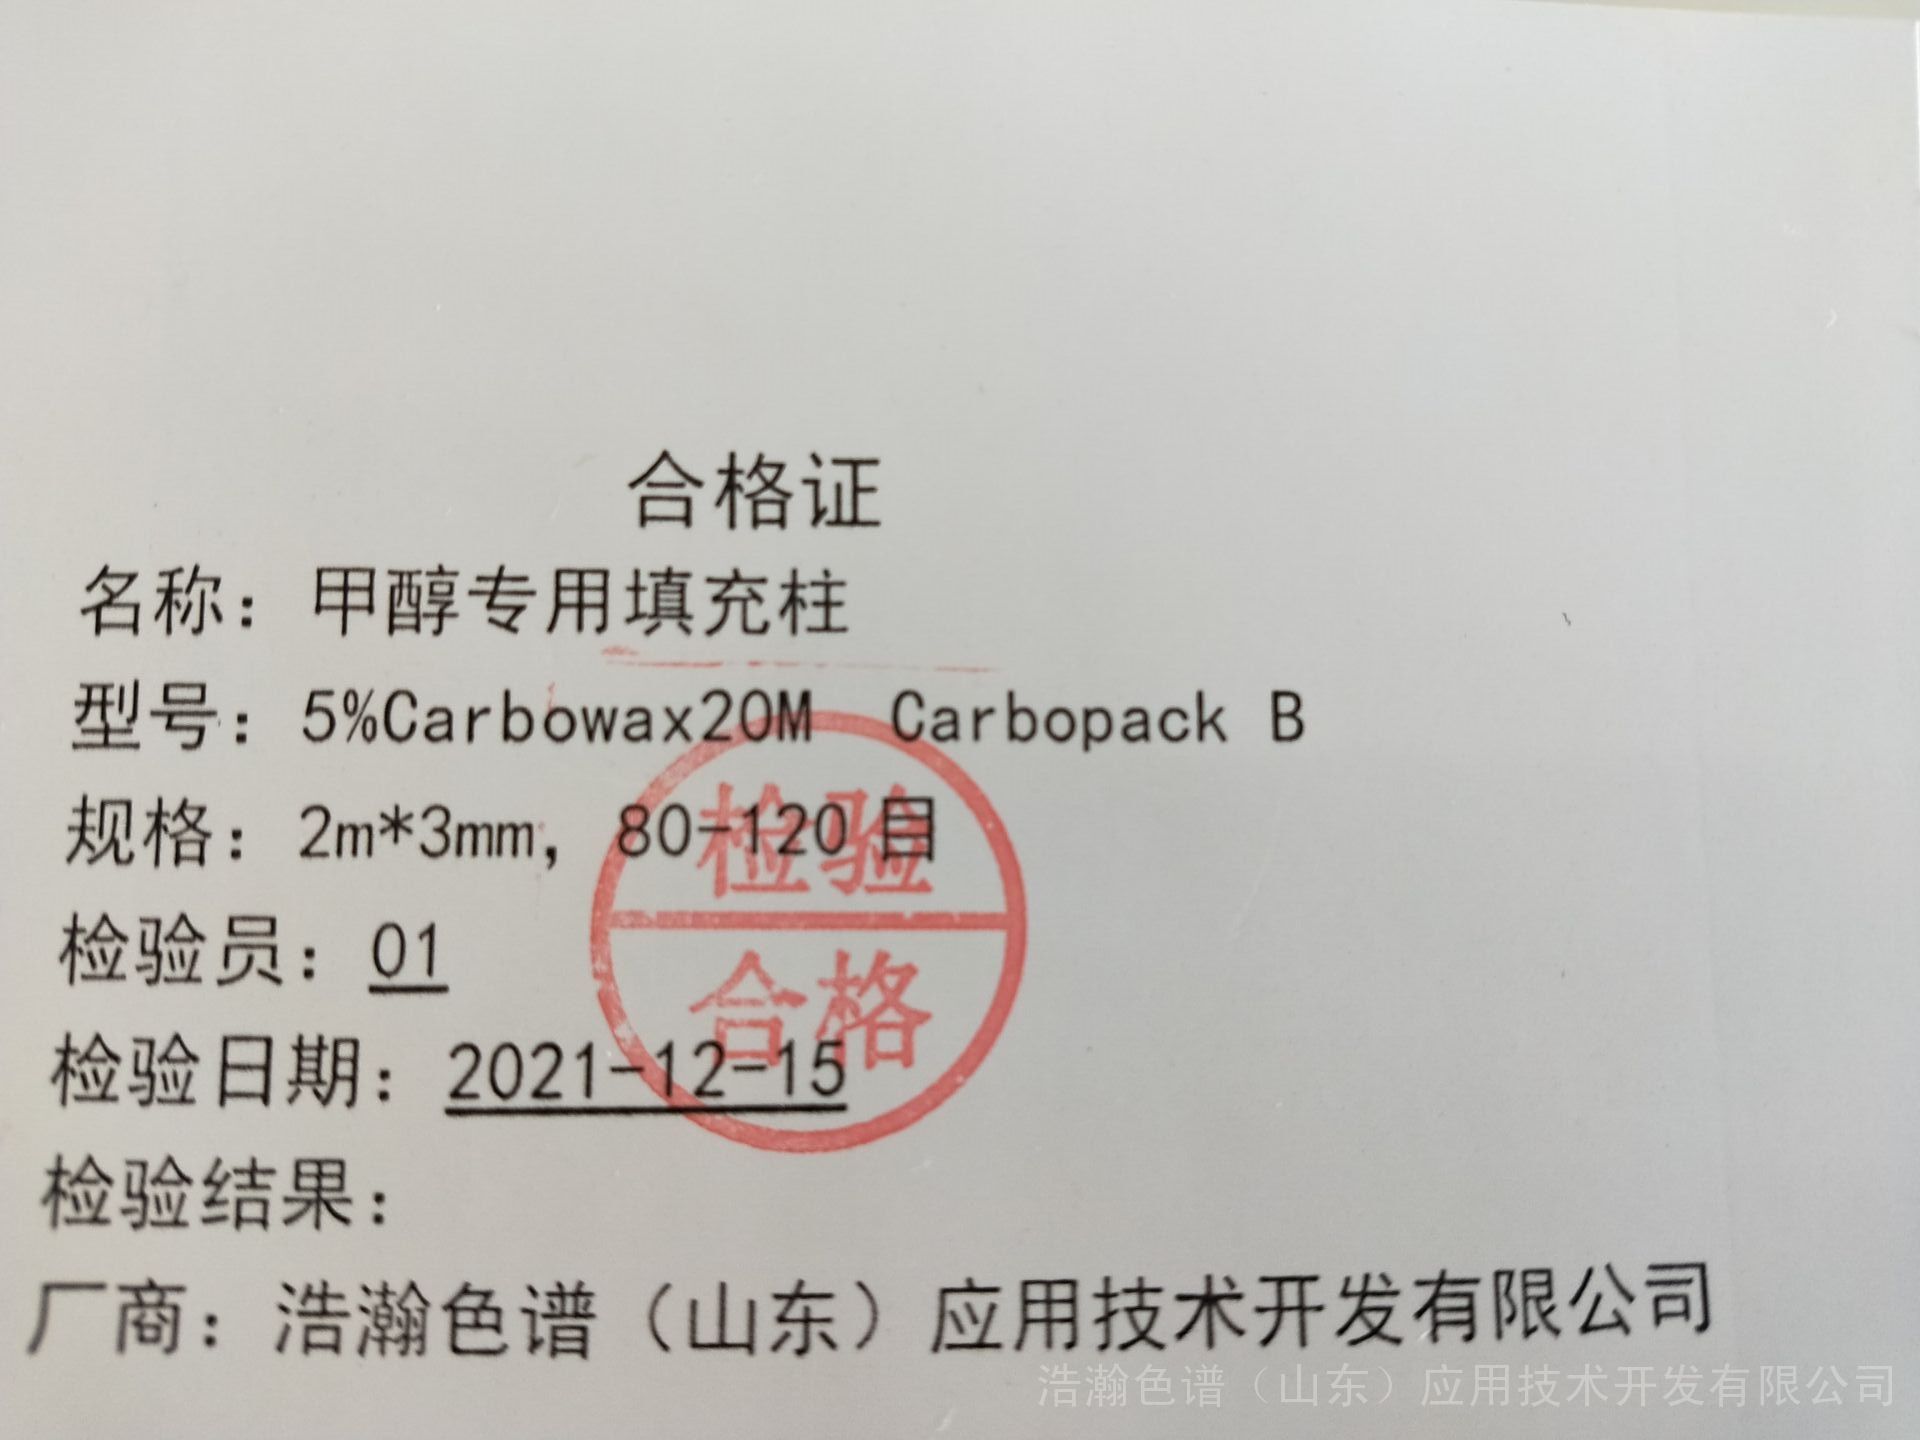 合格证
名称：甲醇专用填充柱
型号：5%Carbowax20M  Carbopack B
规格：2m*3mm，80-120目
检验
检验员：01
合格
检验日期：2021-12-15
检验结果：
厂商：浩瀚色谱（山东）应用技术开发有限公司
浩瀚色谱（山东）应用技术开发有限公司